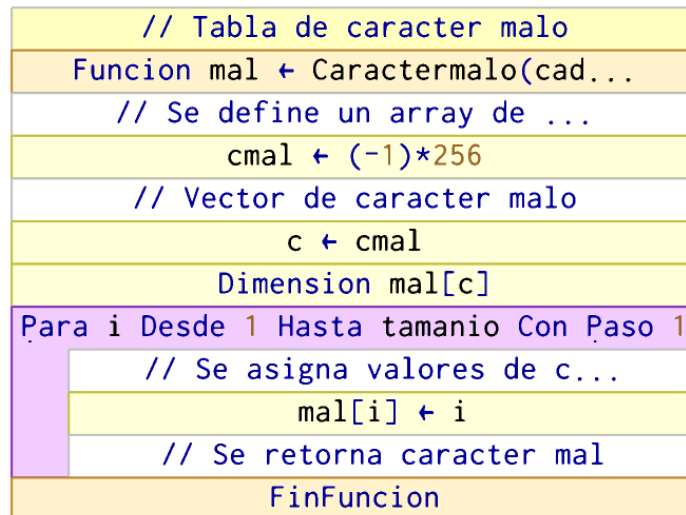 // Tabla de caracter malo
Funcion mal ← Caractermalo(cad...
// Se define un array de ...
cmal ← (-1)*256
// Vector de caracter malo
c ← cmal
Dimension mal[c]
Para i Desde 1 Hasta tamanio Con Paso 1
// Se asigna valores de c...
mal[i] ← i
// Se retorna caracter mal
FinFuncion